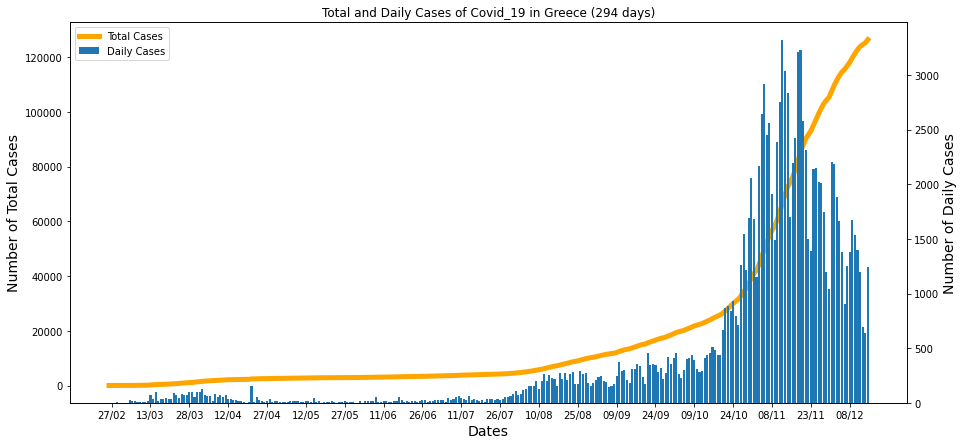 Total and Daily Cases of Covid_19 in Greece (294 days)
Total Cases
Daily Cases
Number of Total Cases
120000
100000
80000
60000
40000
20000
0
Number of Daily Cases
3000
2500
2000
1500
1000
500
0
27/02 13/03 28/03 12/04 27/04 12/05 27/05 11/06 26/06 11/07 26/07 10/08 25/08 09/09 24/09 09/10 24/10 08/11 23/11 08/12
Dates